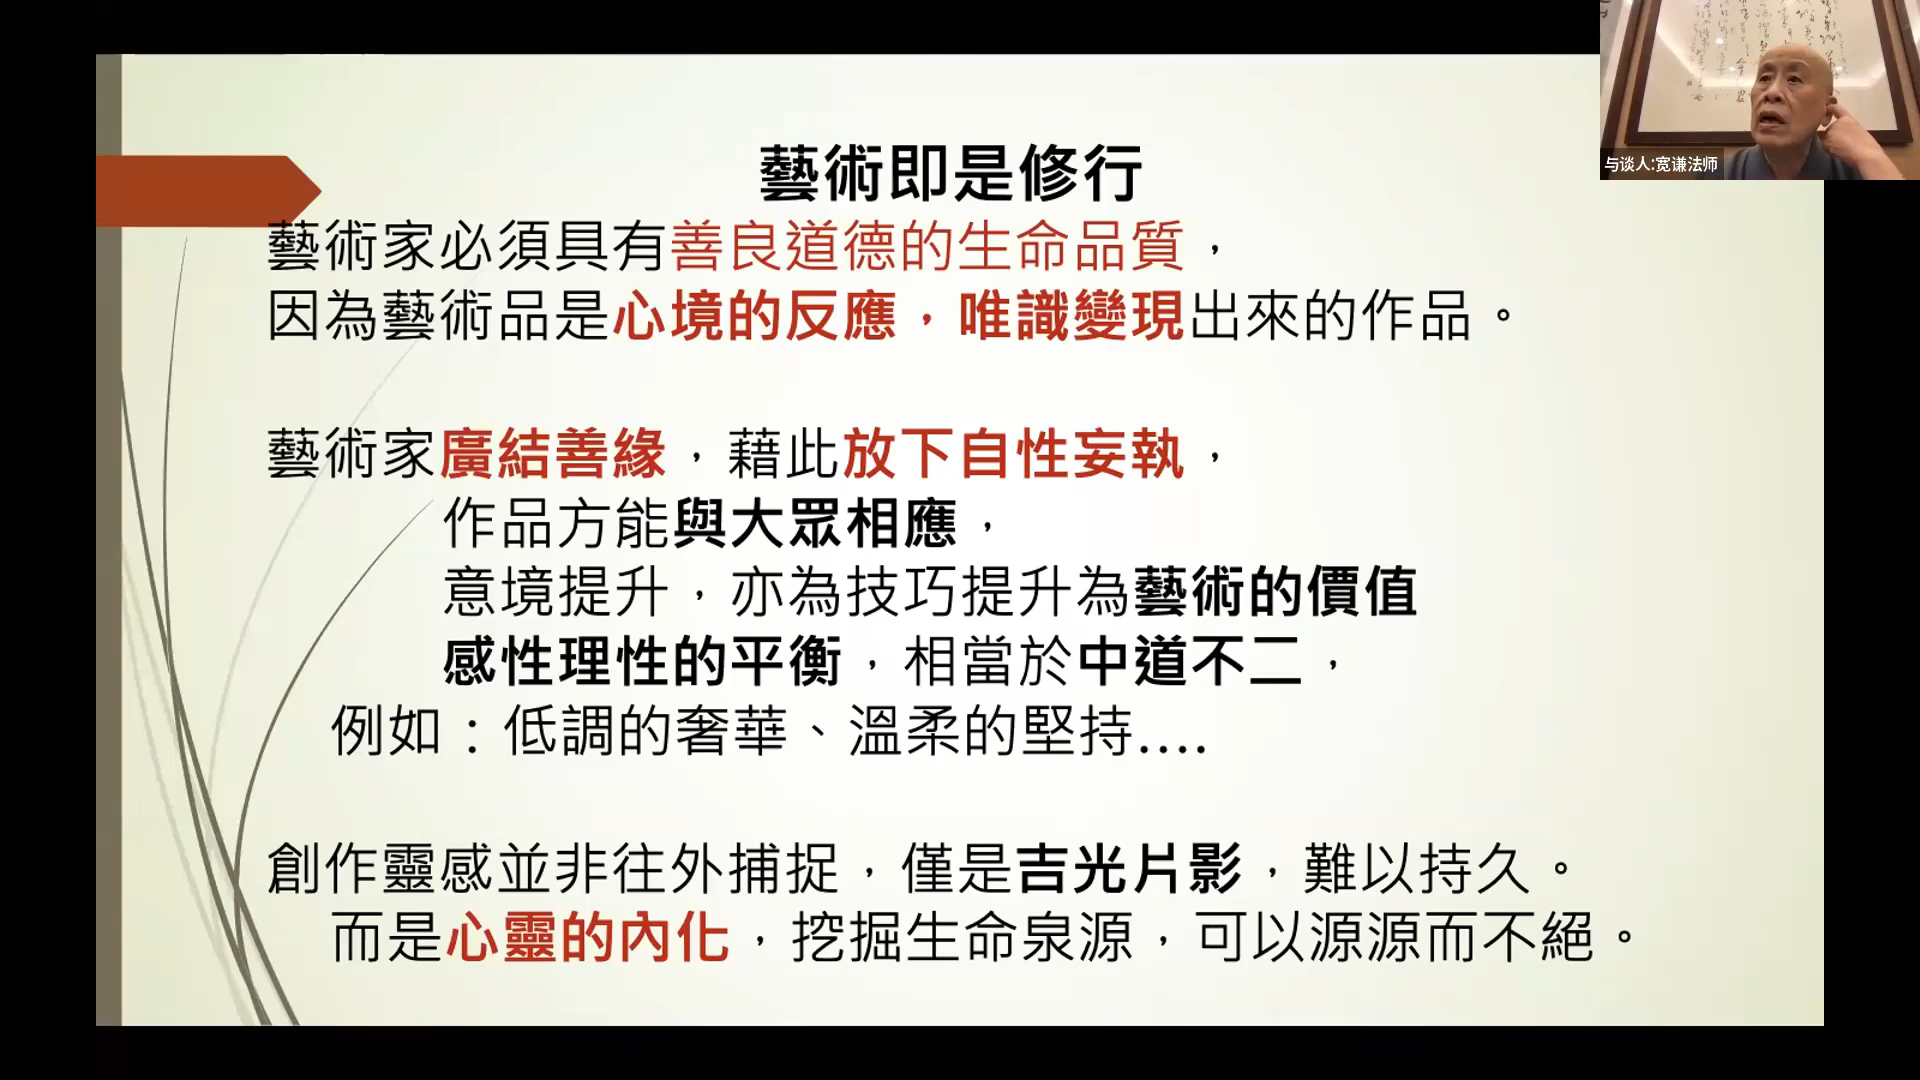 藝術即是修行
藝術家必須具有善良道德的生命品質，
因為藝術品是心境的反應，唯識變現出來的作品。
藝術家廣結善緣，藉此放下自性妄執，
作品方能與大眾相應，
意境提升，亦為技巧提升為藝術的價值
感性理性的平衡，相當於中道不二，
例如：低調的奢華、溫柔的堅持....
創作靈感並非往外捕捉，僅是吉光片影，難以持久。
而是心靈的內化，挖掘生命泉源，可以源源而不絕。
与谈人:宽谦法师